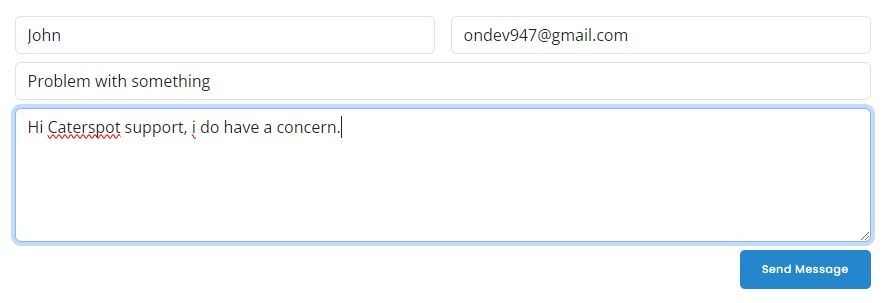 John
ondev947@gmail.com
Problem with something
Hi Caterspot support, i do have a concern.
Send Message